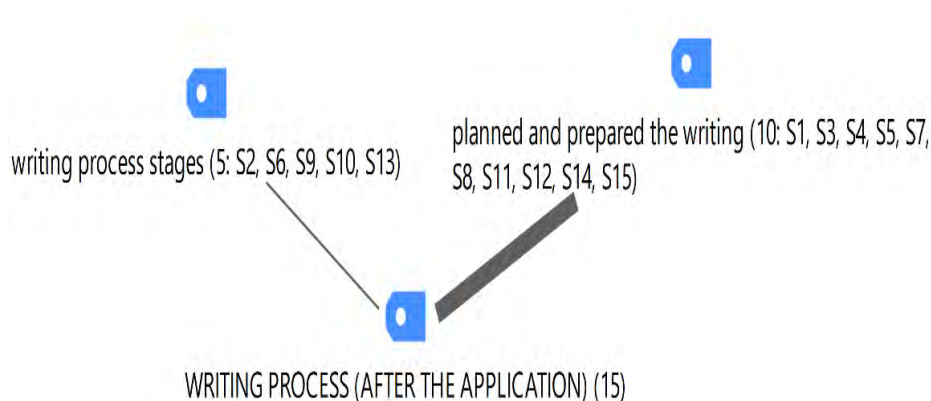 writing process stages (5: S2, S6, S9, S10, S13)
planned and prepared the writing (10: S1, S3, S4, S5, S7,
S8, S11, S12, S14, S15)
WRITING PROCESS (AFTER THE APPLICATION) (15)